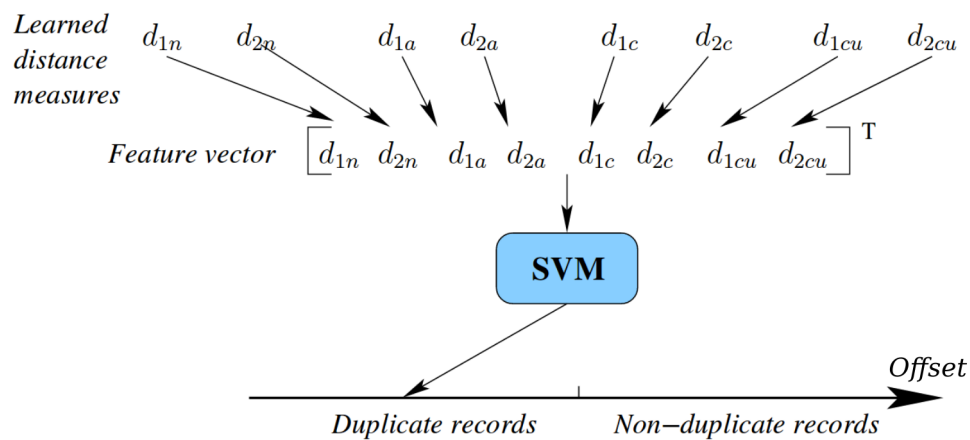 Learned
distance
measures
d1n d2n d1a d2a d1c d2c d1cu d2cu
Feature vector [d1n d2n d1a d2a d1c d2c d1cu d2cu]T
SVM
Offset
Duplicate records Non−duplicate records